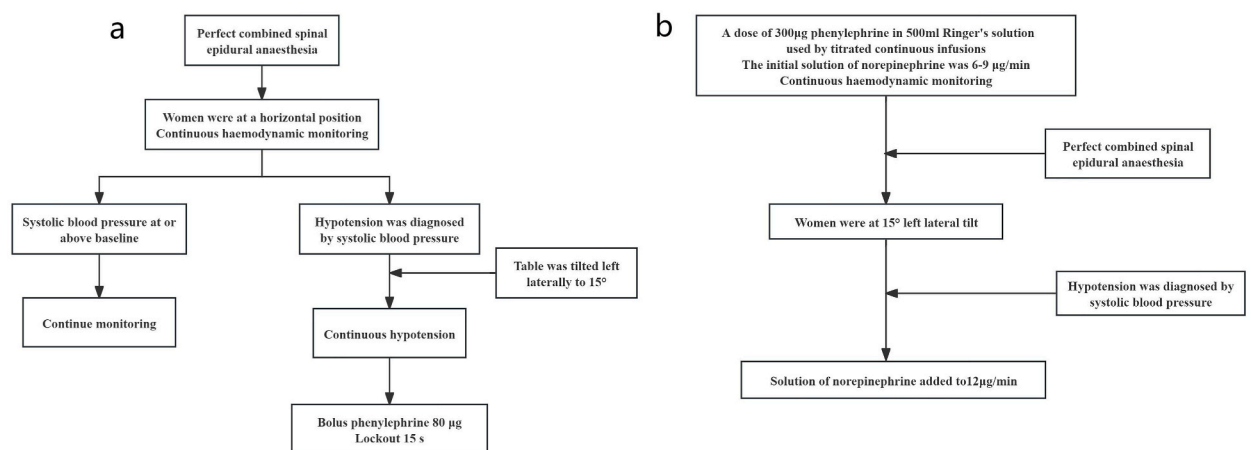 a
Perfect combined spinal
epidural anaesthesia
Women were at a horizontal position
Continuous haemodynamic monitoring
Systolic blood pressure at or
above baseline
Hypotension was diagnosed
by systolic blood pressure
Table was tilted left
laterally to 15°
Continue monitoring
Continuous hypotension
Bolus phenylephrine 80 μg
Lockout 15 s
b
A dose of 300μg phenylephrine in 500ml Ringer's solution
used by titrated continuous infusions
The initial solution of norepinephrine was 6-9 μg/min
Continuous haemodynamic monitoring
Perfect combined spinal
epidural anaesthesia
Women were at 15° left lateral tilt
Hypotension was diagnosed by
systolic blood pressure
Solution of norepinephrine added to12μg/min